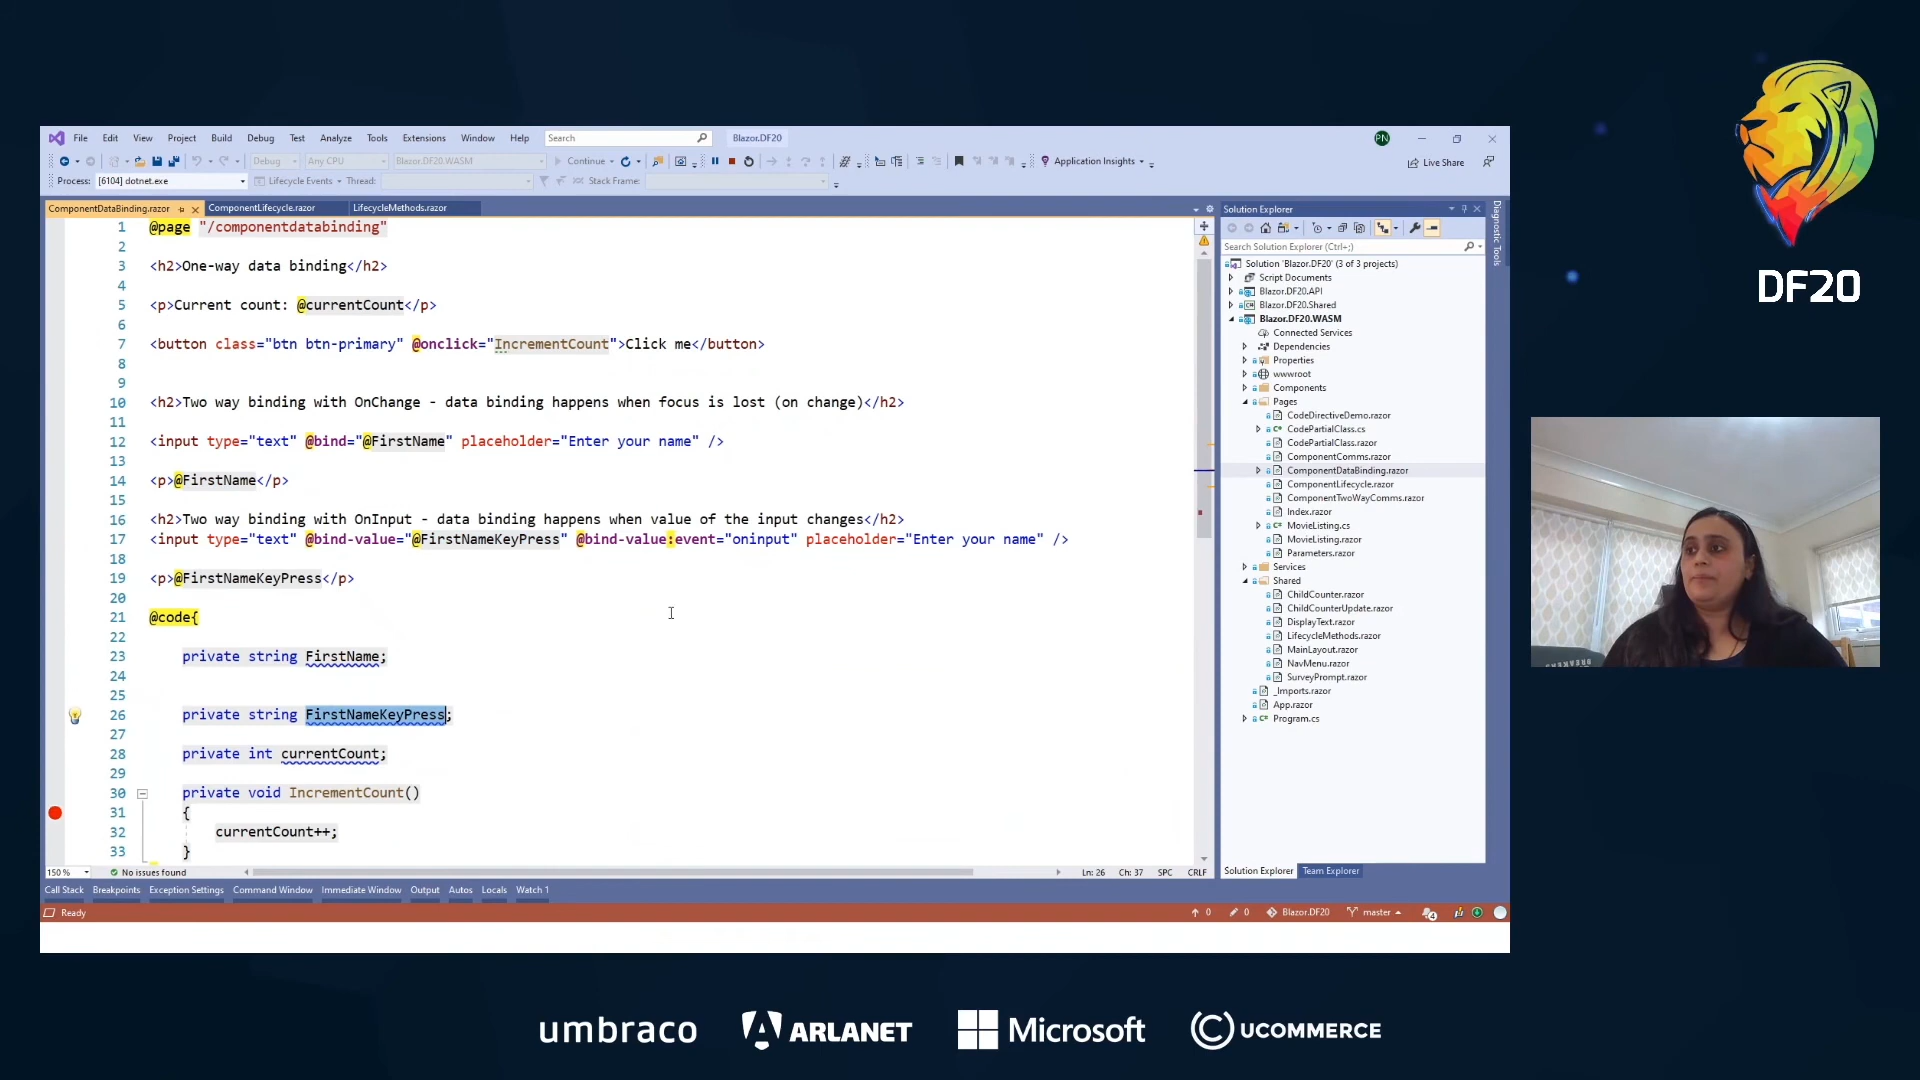 File Edit View Project Build Debug Test Analyze Tools Extensions Window Help Search Blazor.DF20 PN
Debug Any CPU Blazor.DF20.WASM Continue Application Insights Live Share
Process: [6104] dotnet.exe Lifecycle Events Thread: Stack Frame:
ComponentDataBinding.razor ComponentLifecycle.razor LifecycleMethods.razor
1 @page "/componentdatabinding"
2
3 <h2>One-way data binding</h2>
4
5 <p>Current count: @currentCount</p>
6
7 <button class="btn btn-primary" @onclick="IncrementCount">Click me</button>
8
9
10 <h2>Two way binding with OnChange - data binding happens when focus is lost (on change)</h2>
11
12 <input type="text" @bind="@FirstName" placeholder="Enter your name" />
13
14 <p>@FirstName</p>
15
16 <h2>Two way binding with OnInput - data binding happens when value of the input changes</h2>
17 <input type="text" @bind-value="@FirstNameKeyPress" @bind-value:event="oninput" placeholder="Enter your name" />
18
19 <p>@FirstNameKeyPress</p>
20
21 @code{
22
23 private string FirstName;
24
25
26 private string FirstNameKeyPress;
27
28 private int currentCount;
29
30 private void IncrementCount()
31 {
32 currentCount++;
33 }
150 % No issues found Ln: 26 Ch: 37 SPC CRLF
Call Stack Breakpoints Exception Settings Command Window Immediate Window Output Autos Locals Watch 1
Ready 0 0 Blazor.DF20 master 4
Solution Explorer
Search Solution Explorer (Ctrl+;)
Solution 'Blazor.DF20' (3 of 3 projects)
Script Documents
Blazor.DF20.API
Blazor.DF20.Shared
Blazor.DF20.WASM
Connected Services
Dependencies
Properties
wwwroot
Components
Pages
CodeDirectiveDemo.razor
CodePartialClass.cs
CodePartialClass.razor
ComponentComms.razor
ComponentDataBinding.razor
ComponentLifecycle.razor
ComponentTwoWayComms.razor
Index.razor
MovieListing.cs
MovieListing.razor
Parameters.razor
Services
Shared
ChildCounter.razor
ChildCounterUpdate.razor
DisplayText.razor
LifecycleMethods.razor
MainLayout.razor
NavMenu.razor
SurveyPrompt.razor
_Imports.razor
App.razor
Program.cs
Solution Explorer Team Explorer
Diagnostic Tools
DF20
umbraco ARLANET Microsoft UCOMMERCE